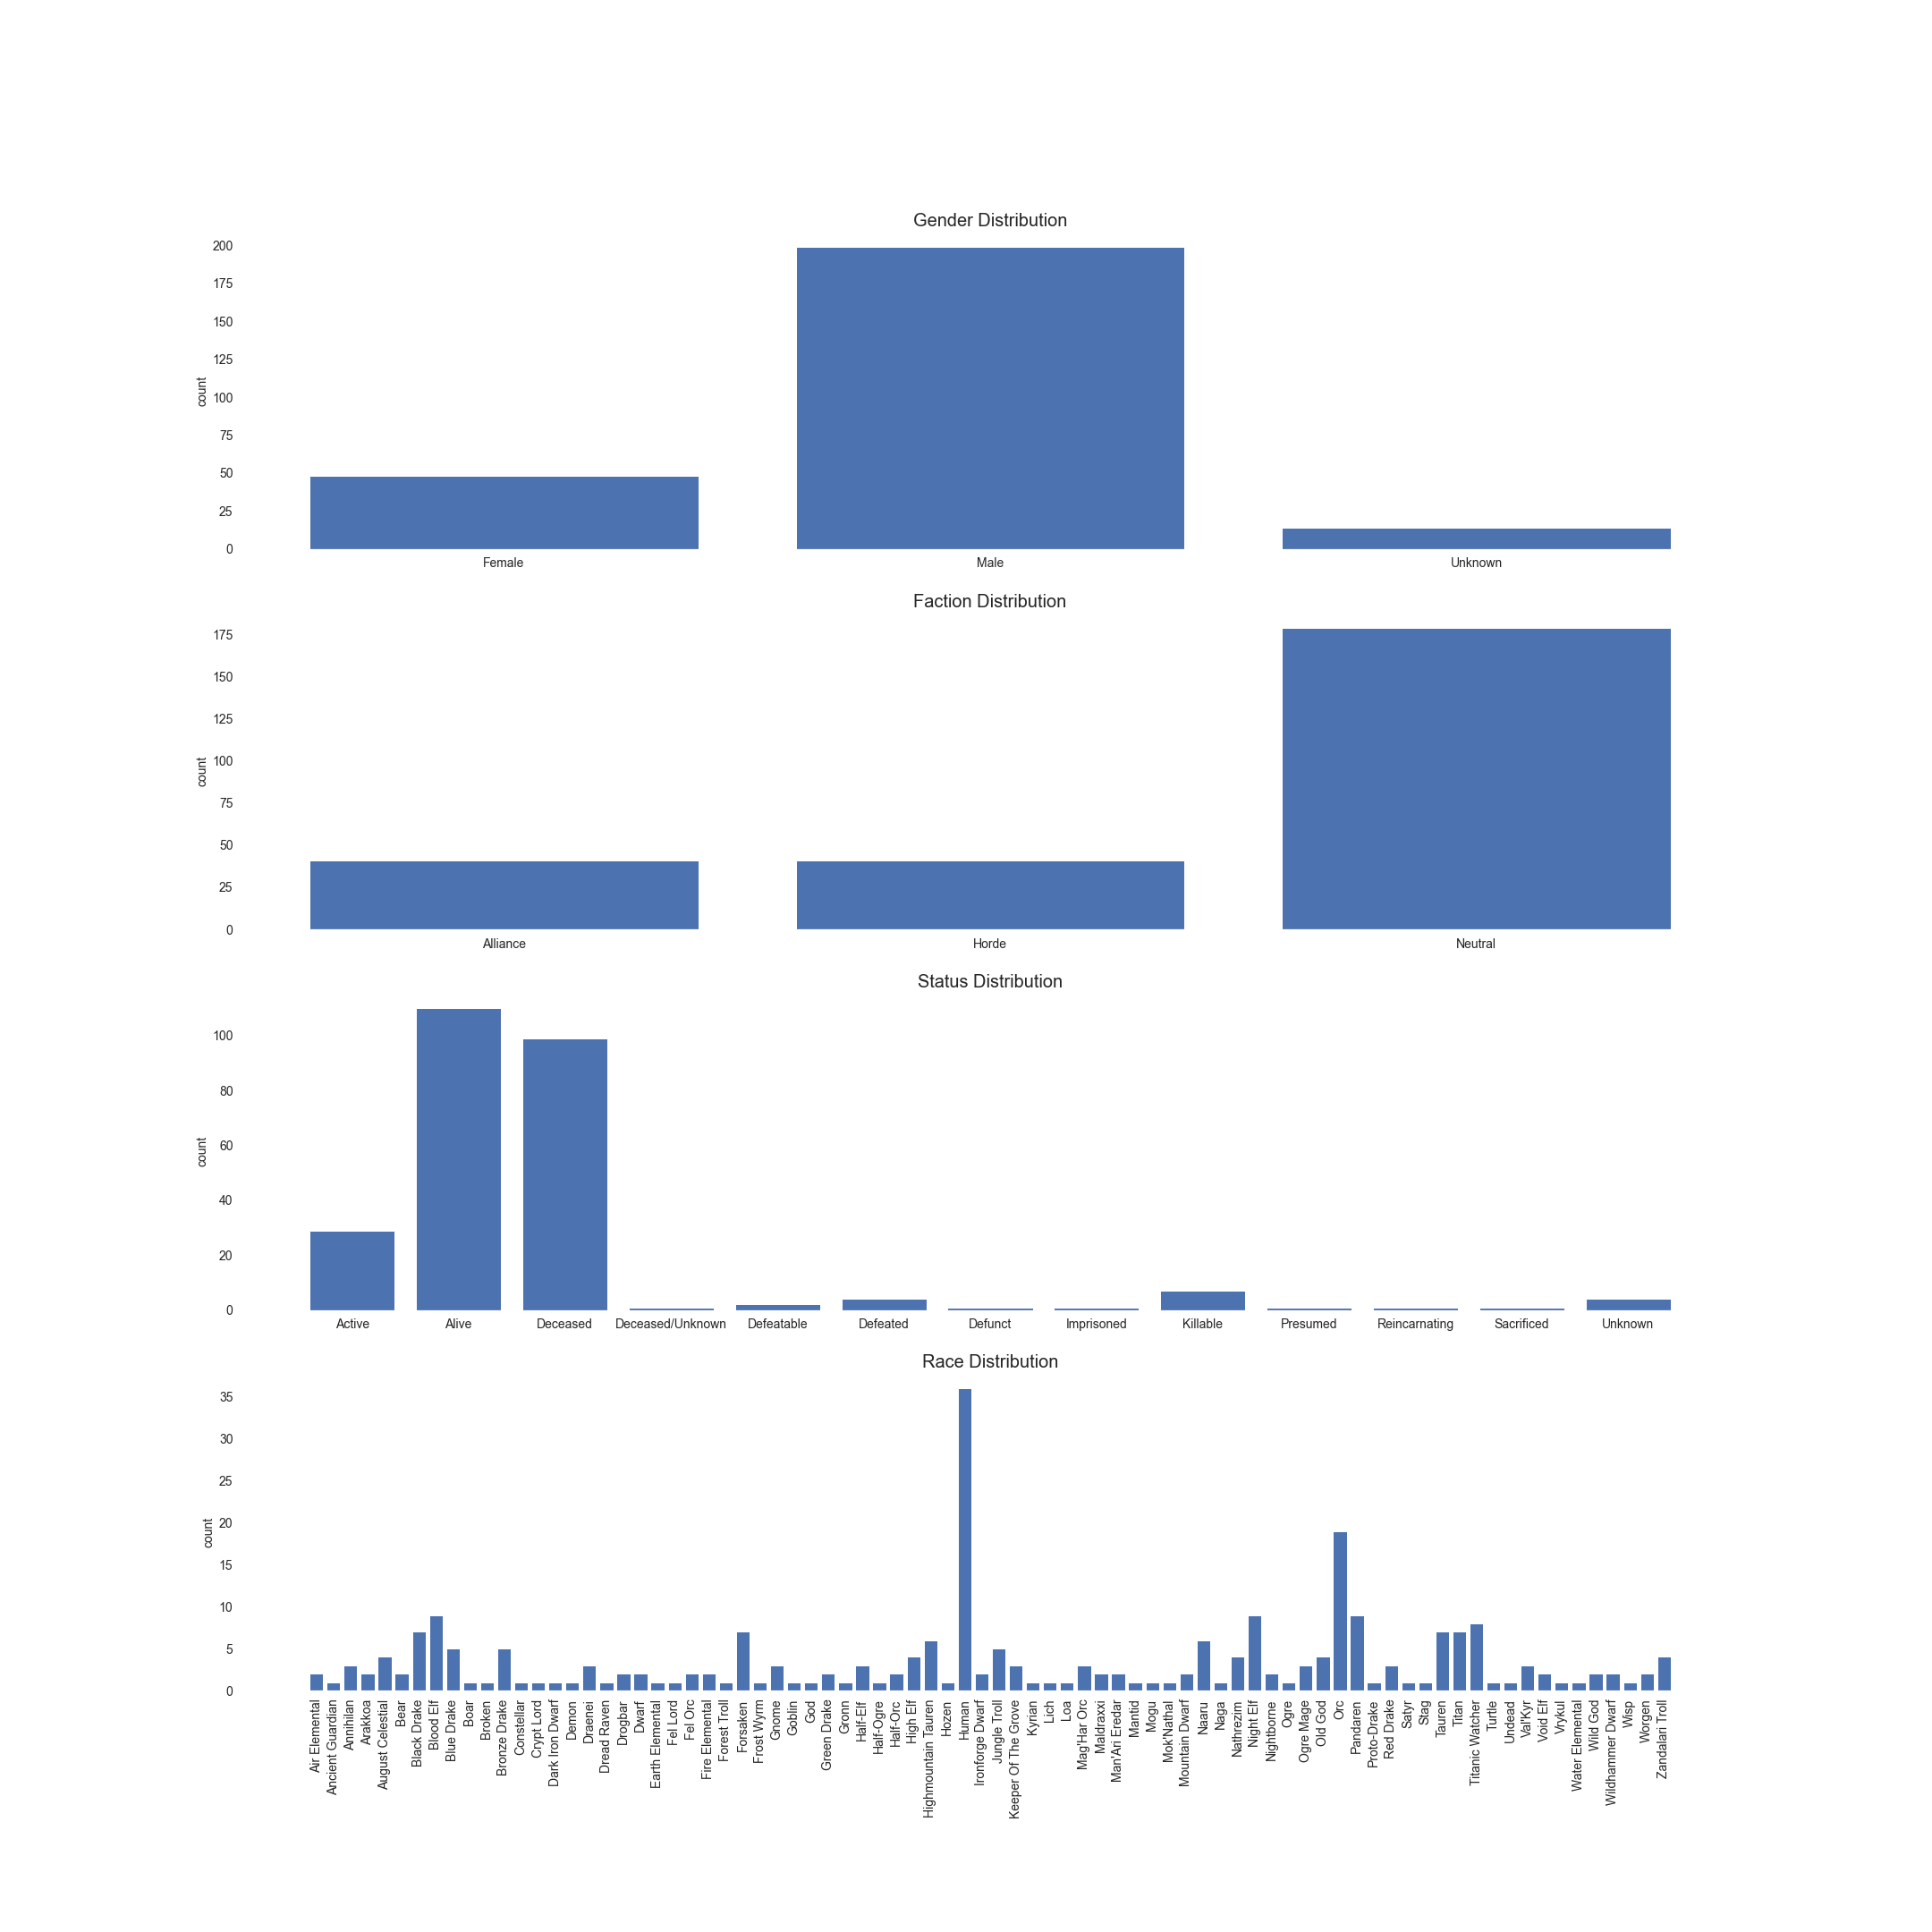 Gender Distribution
200
175
150
125
100
75
50
25
0
count
Female Male Unknown
Faction Distribution
175
150
125
100
75
50
25
0
count
Alliance Horde Neutral
Status Distribution
100
80
60
40
20
0
count
Active Alive Deceased Deceased/Unknown Defeatable Defeated Defunct Imprisoned Killable Presumed Reincarnating Sacrificed Unknown
Race Distribution
35
30
25
20
15
10
5
0
count
Air Elemental
Ancient Guardian
Annihilan
Arakkoa
August Celestial
Bear
Black Drake
Blood Elf
Blue Drake
Boar
Broken
Bronze Drake
Constellar
Crypt Lord
Dark Iron Dwarf
Demon
Draenei
Dread Raven
Drogbar
Dwarf
Earth Elemental
Fel Lord
Fel Orc
Fire Elemental
Forest Troll
Forsaken
Frost Wyrm
Gnome
Goblin
God
Green Drake
Gronn
Half-Elf
Half-Ogre
Half-Orc
High Elf
Highmountain Tauren
Hozen
Human
Ironforge Dwarf
Jungle Troll
Keeper Of The Grove
Kyrian
Lich
Loa
Mag'Har Orc
Maldraxxi
Man'Ari Eredar
Mantid
Mogu
Mok'Nathal
Mountain Dwarf
Naaru
Naga
Nathrezim
Night Elf
Nightborne
Ogre
Ogre Mage
Old God
Orc
Pandaren
Proto-Drake
Red Drake
Satyr
Stag
Tauren
Titan
Titanic Watcher
Turtle
Undead
Val'Kyr
Void Elf
Vrykul
Water Elemental
Wild God
Wildhammer Dwarf
Wisp
Worgen
Zandalari Troll